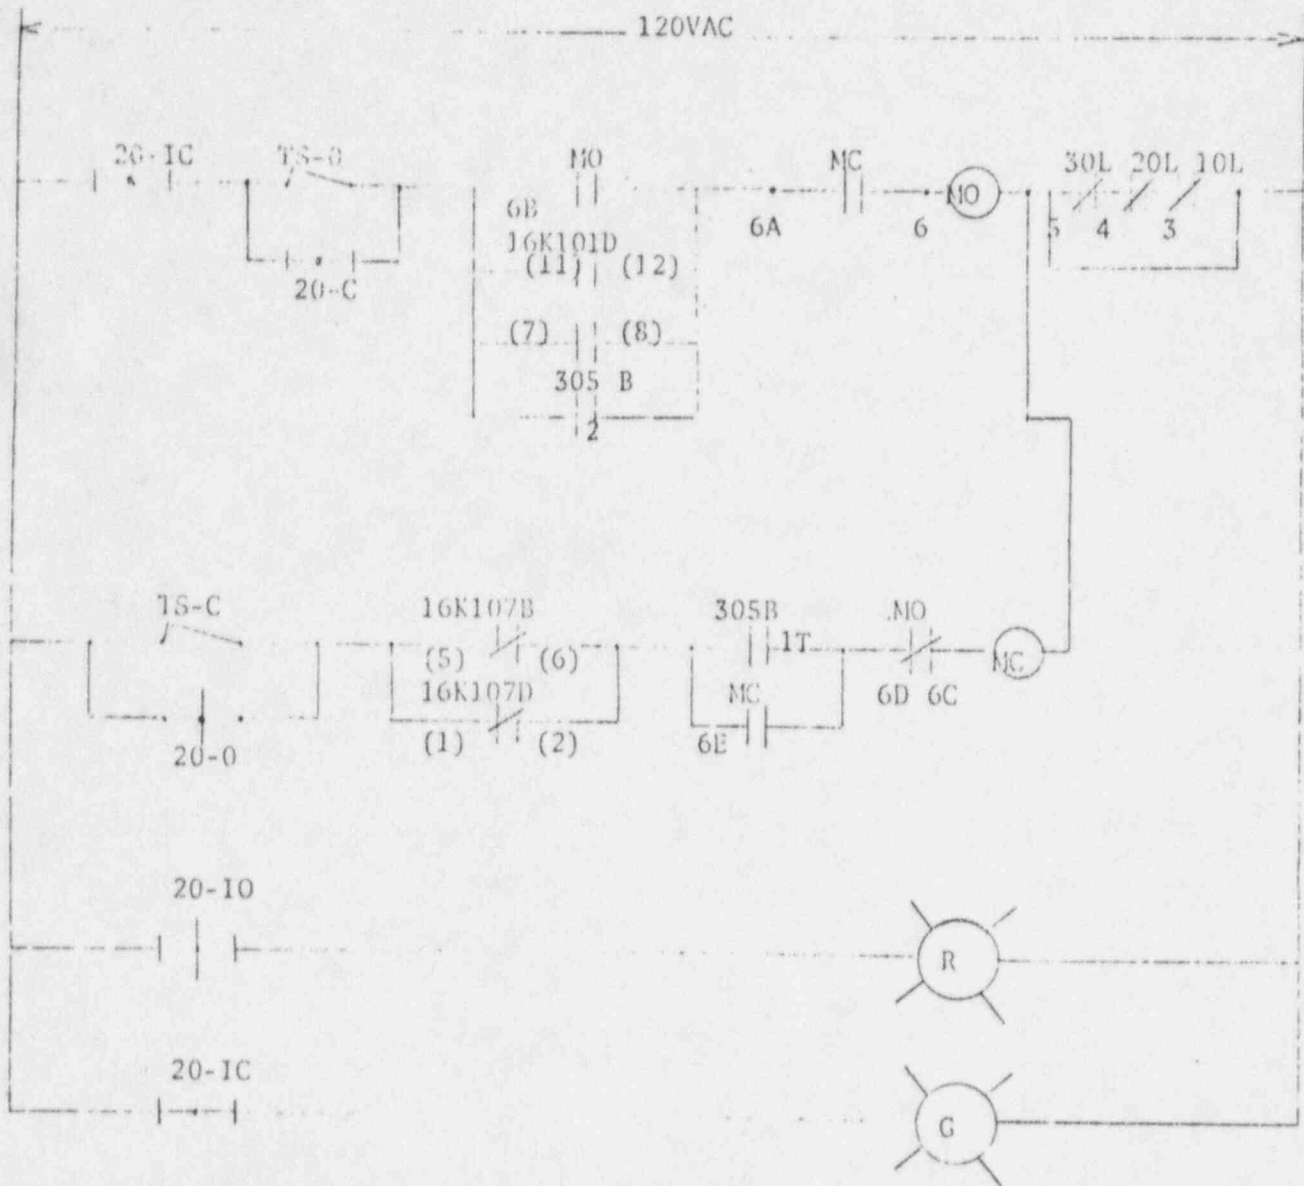 120VAC
20-IC TS-O MO MC 30L 20L 10L
6B
16K101D
(11) (12)
6A 6 MO 5 4 3
20-C
(7) (8)
305 B
2
TS-C 16K107B 305B MO
(5) (6) 1T MC
16K107D MC 6D 6C
(1) (2) 6E
20-O
20-IO
R
20-IC
G